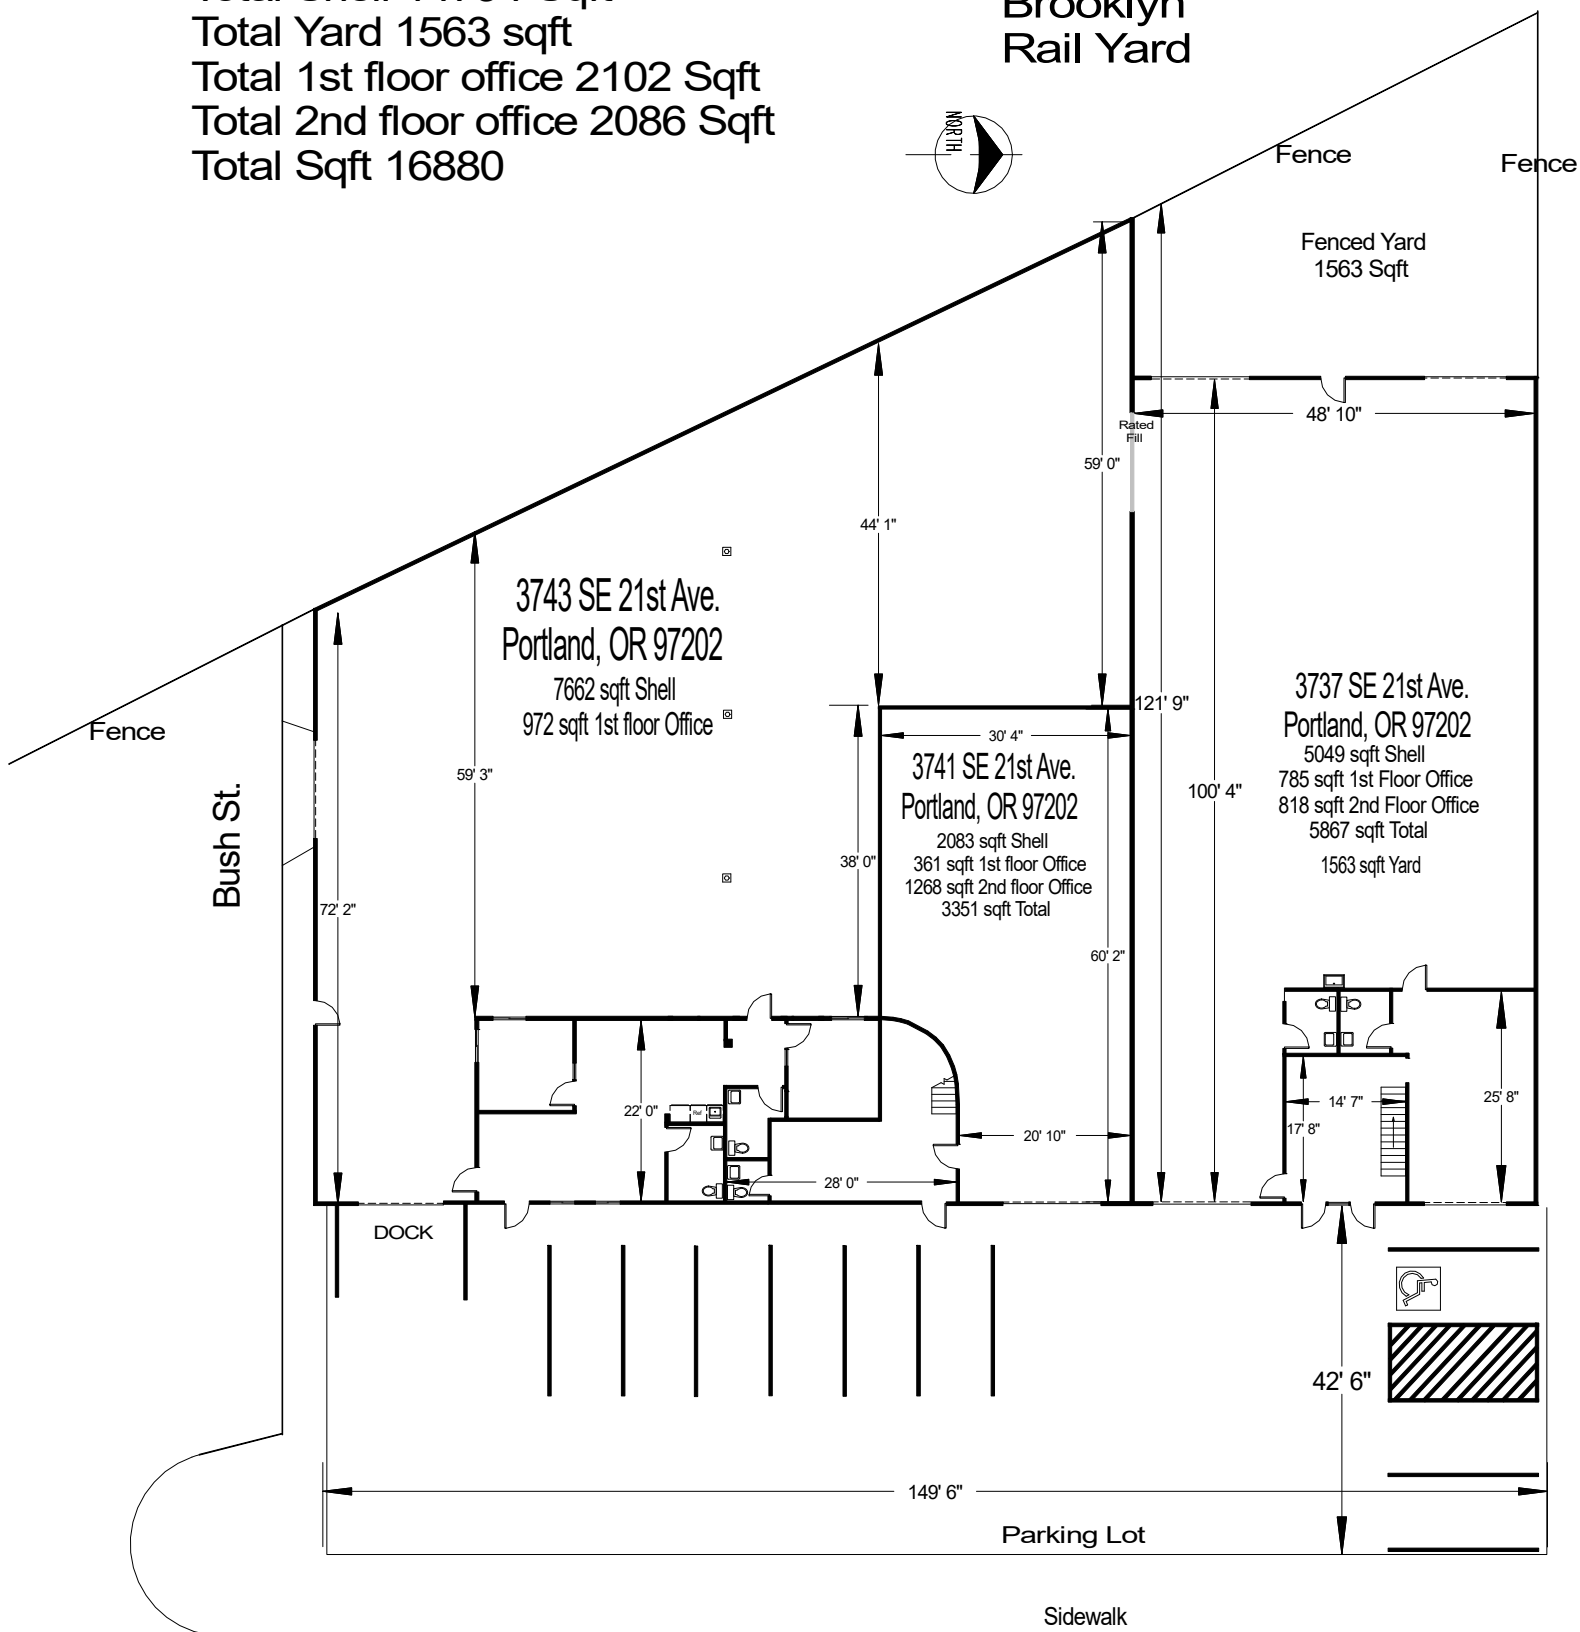 Total Yard 1563 sqft
Total 1st floor office 2102 Sqft
Total 2nd floor office 2086 Sqft
Total Sqft 16880
Brooklyn
Rail Yard
NORTH
Fence
Fence
Fenced Yard
1563 Sqft
48' 10"
Rated
Fill
59' 0"
44' 1"
3743 SE 21st Ave.
Portland, OR 97202
7662 sqft Shell
972 sqft 1st floor Office
121' 9"
3737 SE 21st Ave.
Portland, OR 97202
5049 sqft Shell
785 sqft 1st Floor Office
818 sqft 2nd Floor Office
5867 sqft Total
1563 sqft Yard
Fence
30' 4"
3741 SE 21st Ave.
Portland, OR 97202
2083 sqft Shell
361 sqft 1st floor Office
1268 sqft 2nd floor Office
3351 sqft Total
59' 3"
100' 4"
Bush St.
38' 0"
72' 2"
60' 2"
22' 0"
Ref
14' 7"
25' 8"
17' 8"
20' 10"
28' 0"
DOCK
42' 6"
149' 6"
Parking Lot
Sidewalk